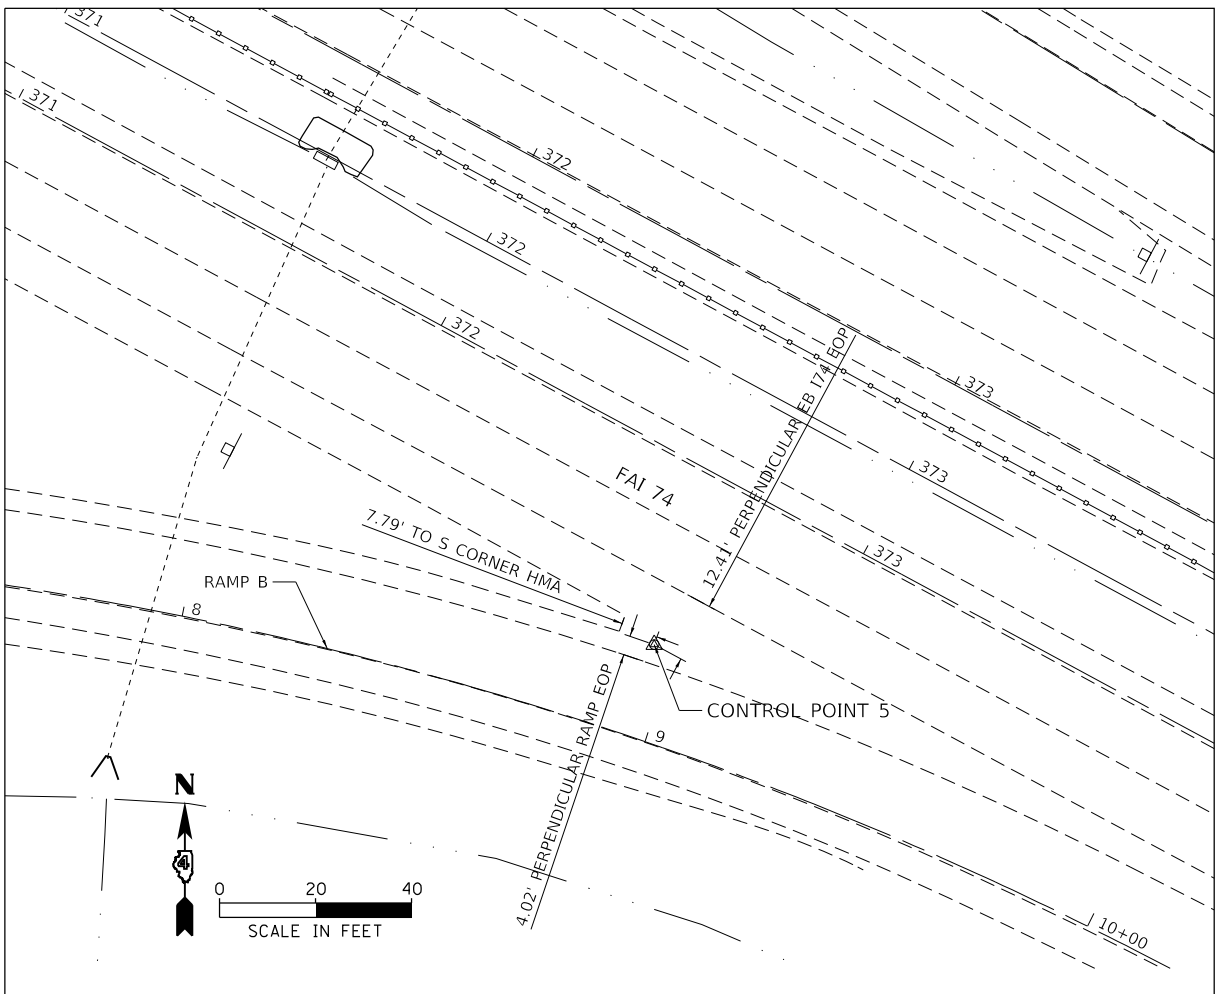 371
371
372
372
372
373
373
373
12.41' PERPENDICULAR EB I74 EOP
FAI 74
7.79' TO S CORNER HMA
RAMP B
8
4.02' PERPENDICULAR RAMP EOP
CONTROL POINT 5
9
10+00
N
4
0 20 40
SCALE IN FEET